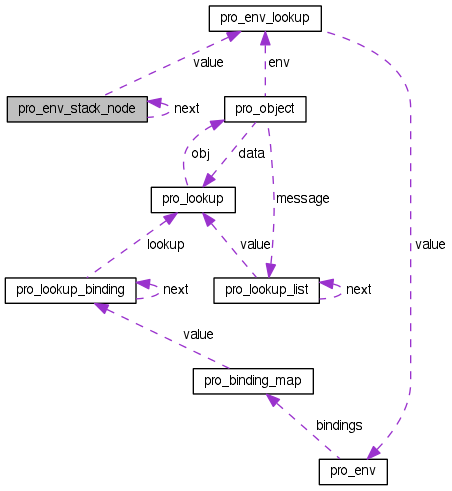 pro_env_lookup
value
env
pro_env_stack_node
next
pro_object
obj
data
pro_lookup
message
lookup
value
value
pro_lookup_binding
next
pro_lookup_list
next
value
pro_binding_map
bindings
pro_env